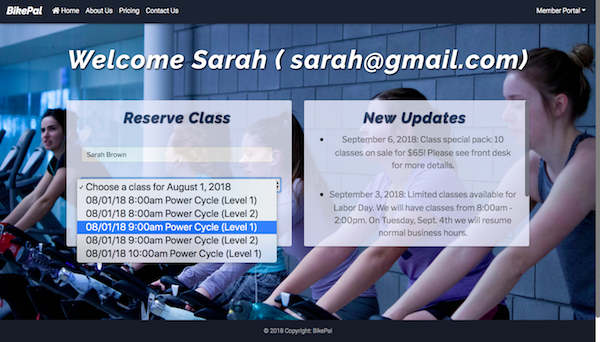 BikePal Home About Us Pricing Contact Us Member Portal
Welcome Sarah ( sarah@gmail.com)
Reserve Class
Sarah Brown
Choose a class for August 1, 2018
08/01/18 8:00am Power Cycle (Level 1)
08/01/18 8:00am Power Cycle (Level 2)
08/01/18 9:00am Power Cycle (Level 1)
08/01/18 9:00am Power Cycle (Level 2)
08/01/18 10:00am Power Cycle (Level 1)
New Updates
September 6, 2018: Class special pack: 10
classes on sale for $65! Please see front desk
for more details.
September 3, 2018: Limited classes available for
Labor Day. We will have classes from 8:00am -
2:00pm. On Tuesday, Sept. 4th we will resume
normal business hours.
© 2018 Copyright: BikePal